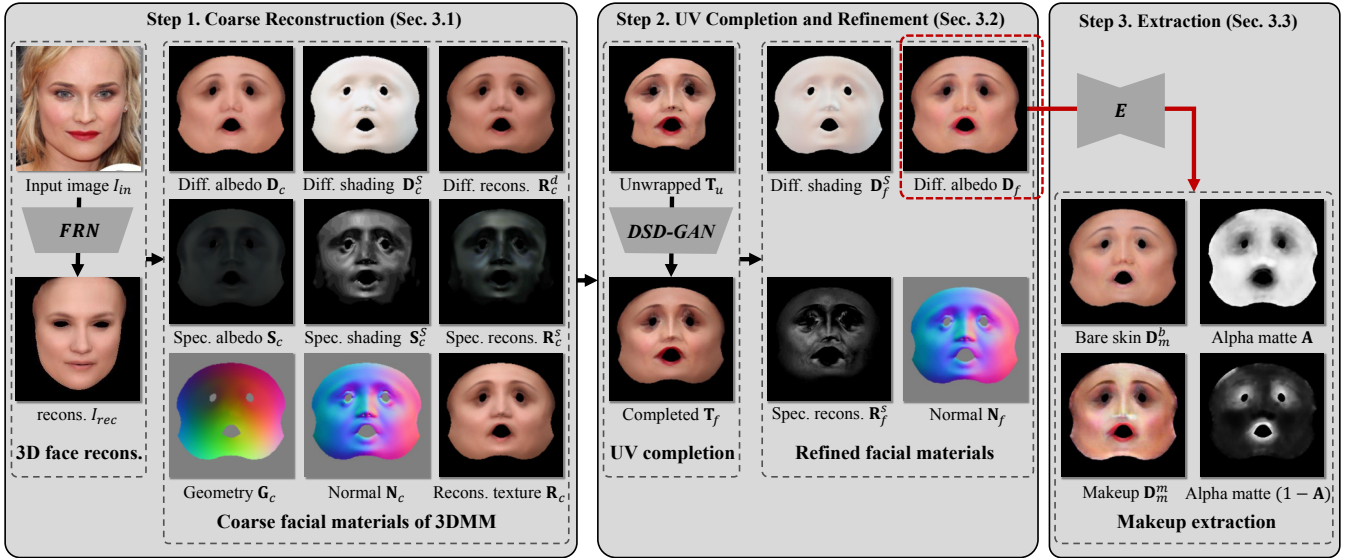 Step 1. Coarse Reconstruction (Sec. 3.1)
Input image I_in
FRN
recons. I_rec
3D face recons.
Diff. albedo D_c
Diff. shading D_c^s
Diff. recons. R_c^d
Spec. albedo S_c
Spec. shading S_c^s
Spec. recons. R_c^s
Geometry G_c
Normal N_c
Recons. texture R_c
Coarse facial materials of 3DMM
Step 2. UV Completion and Refinement (Sec. 3.2)
Unwrapped T_u
DSD-GAN
Completed T_f
UV completion
Diff. shading D_f^s
Diff. albedo D_f
Spec. recons. R_f^s
Normal N_f
Refined facial materials
Step 3. Extraction (Sec. 3.3)
E
Bare skin D_m^b
Alpha matte A
Makeup D_m^m
Alpha matte (1 − A)
Makeup extraction